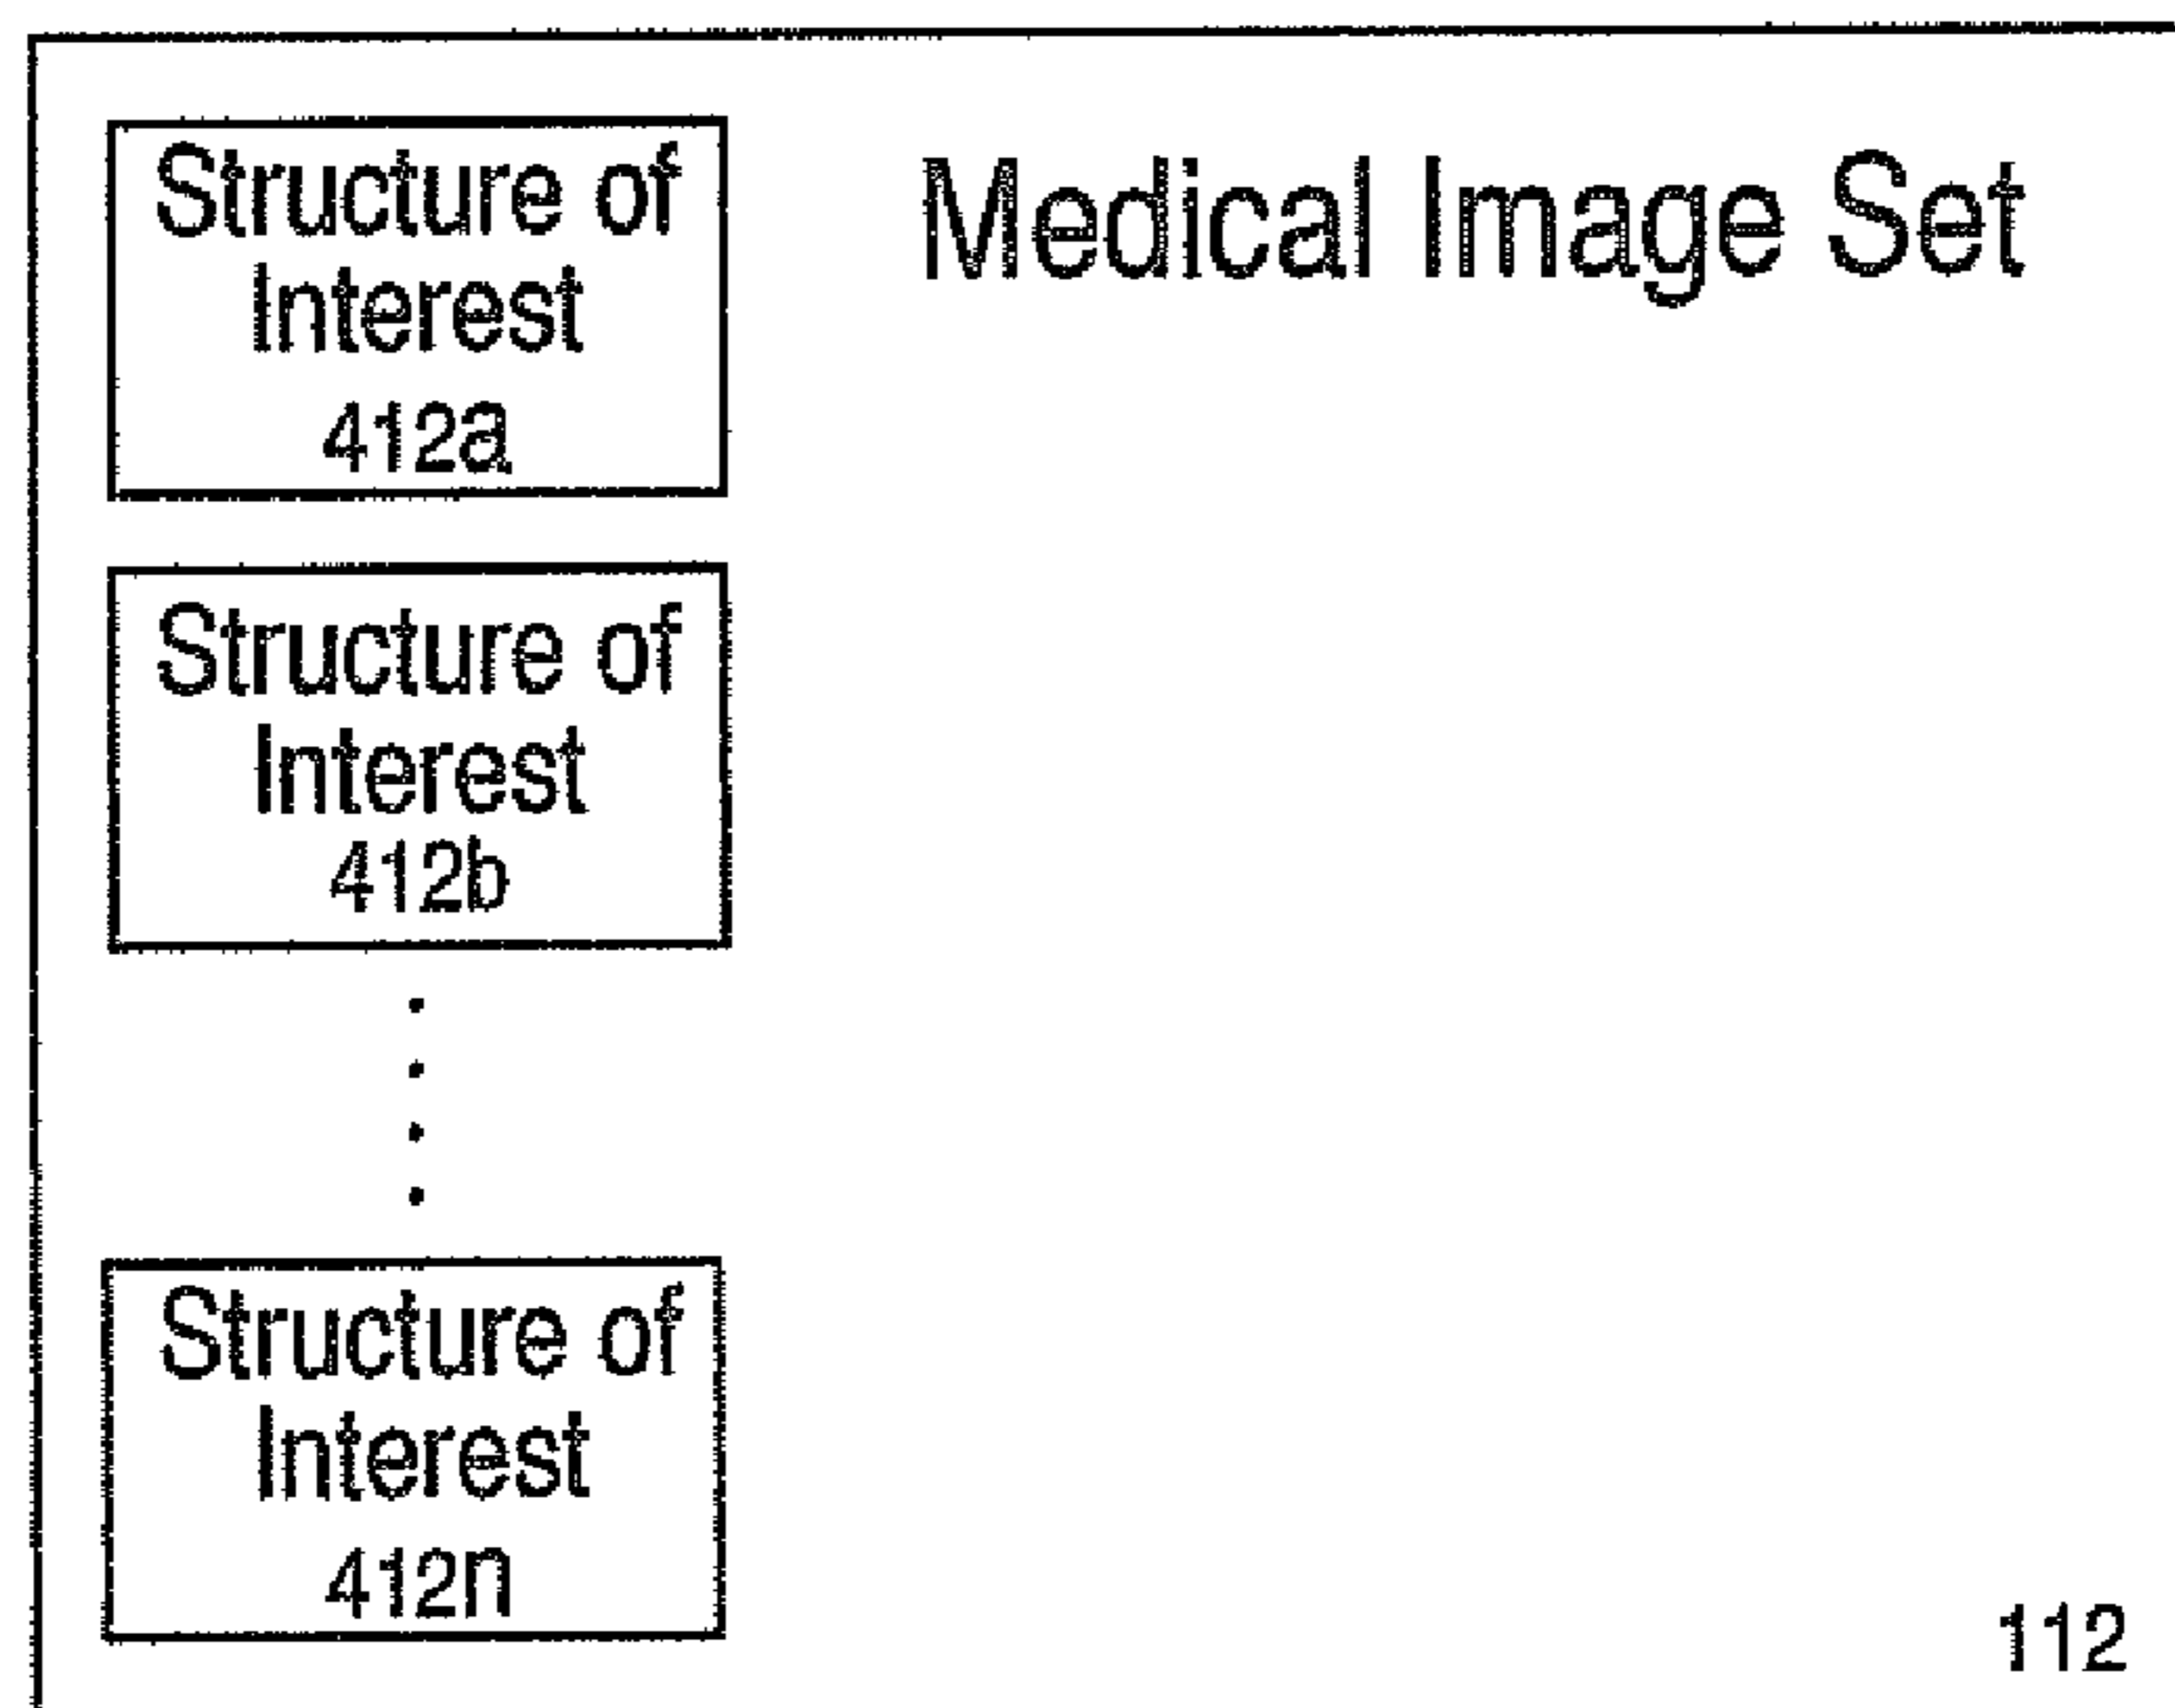 Structure of
Interest
412a
Medical Image Set
Structure of
Interest
412b
Structure of
Interest
412n
112